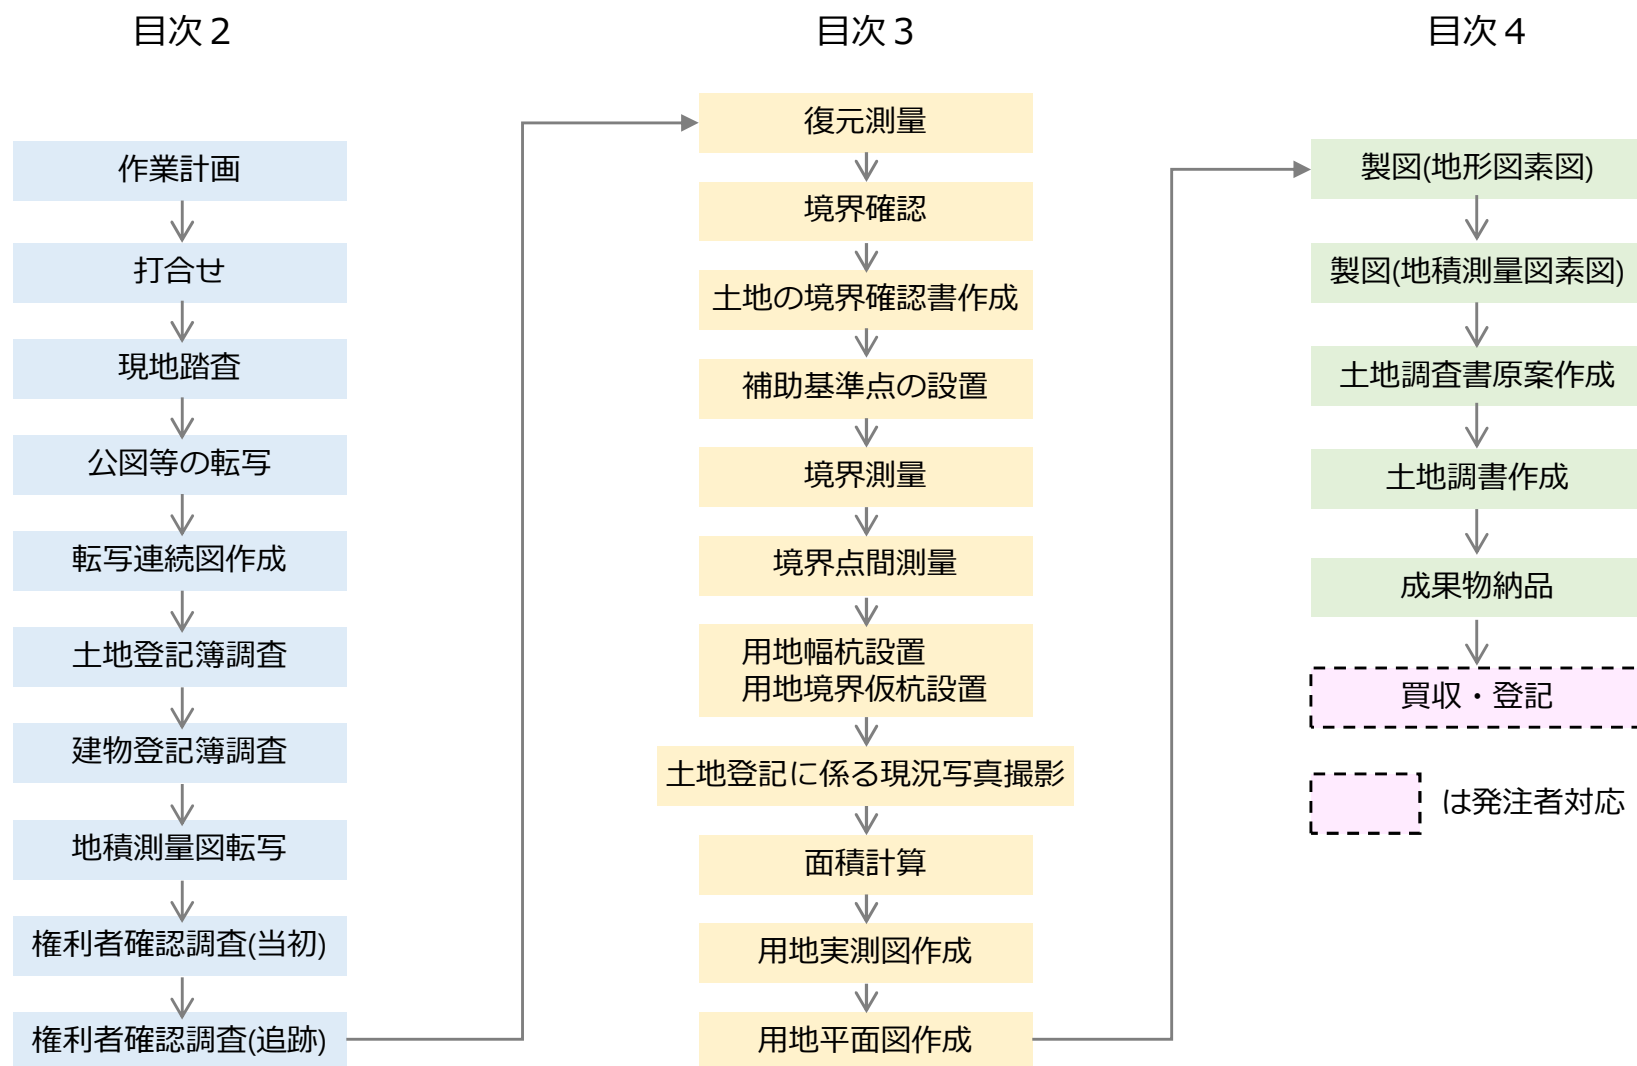 目次２
作業計画
打合せ
現地踏査
公図等の転写
転写連続図作成
土地登記簿調査
建物登記簿調査
地積測量図転写
権利者確認調査(当初)
権利者確認調査(追跡)
目次３
復元測量
境界確認
土地の境界確認書作成
補助基準点の設置
境界測量
境界点間測量
用地幅杭設置
用地境界仮杭設置
土地登記に係る現況写真撮影
面積計算
用地実測図作成
用地平面図作成
目次４
製図(地形図素図)
製図(地積測量図素図)
土地調査書原案作成
土地調書作成
成果物納品
買収・登記
は発注者対応